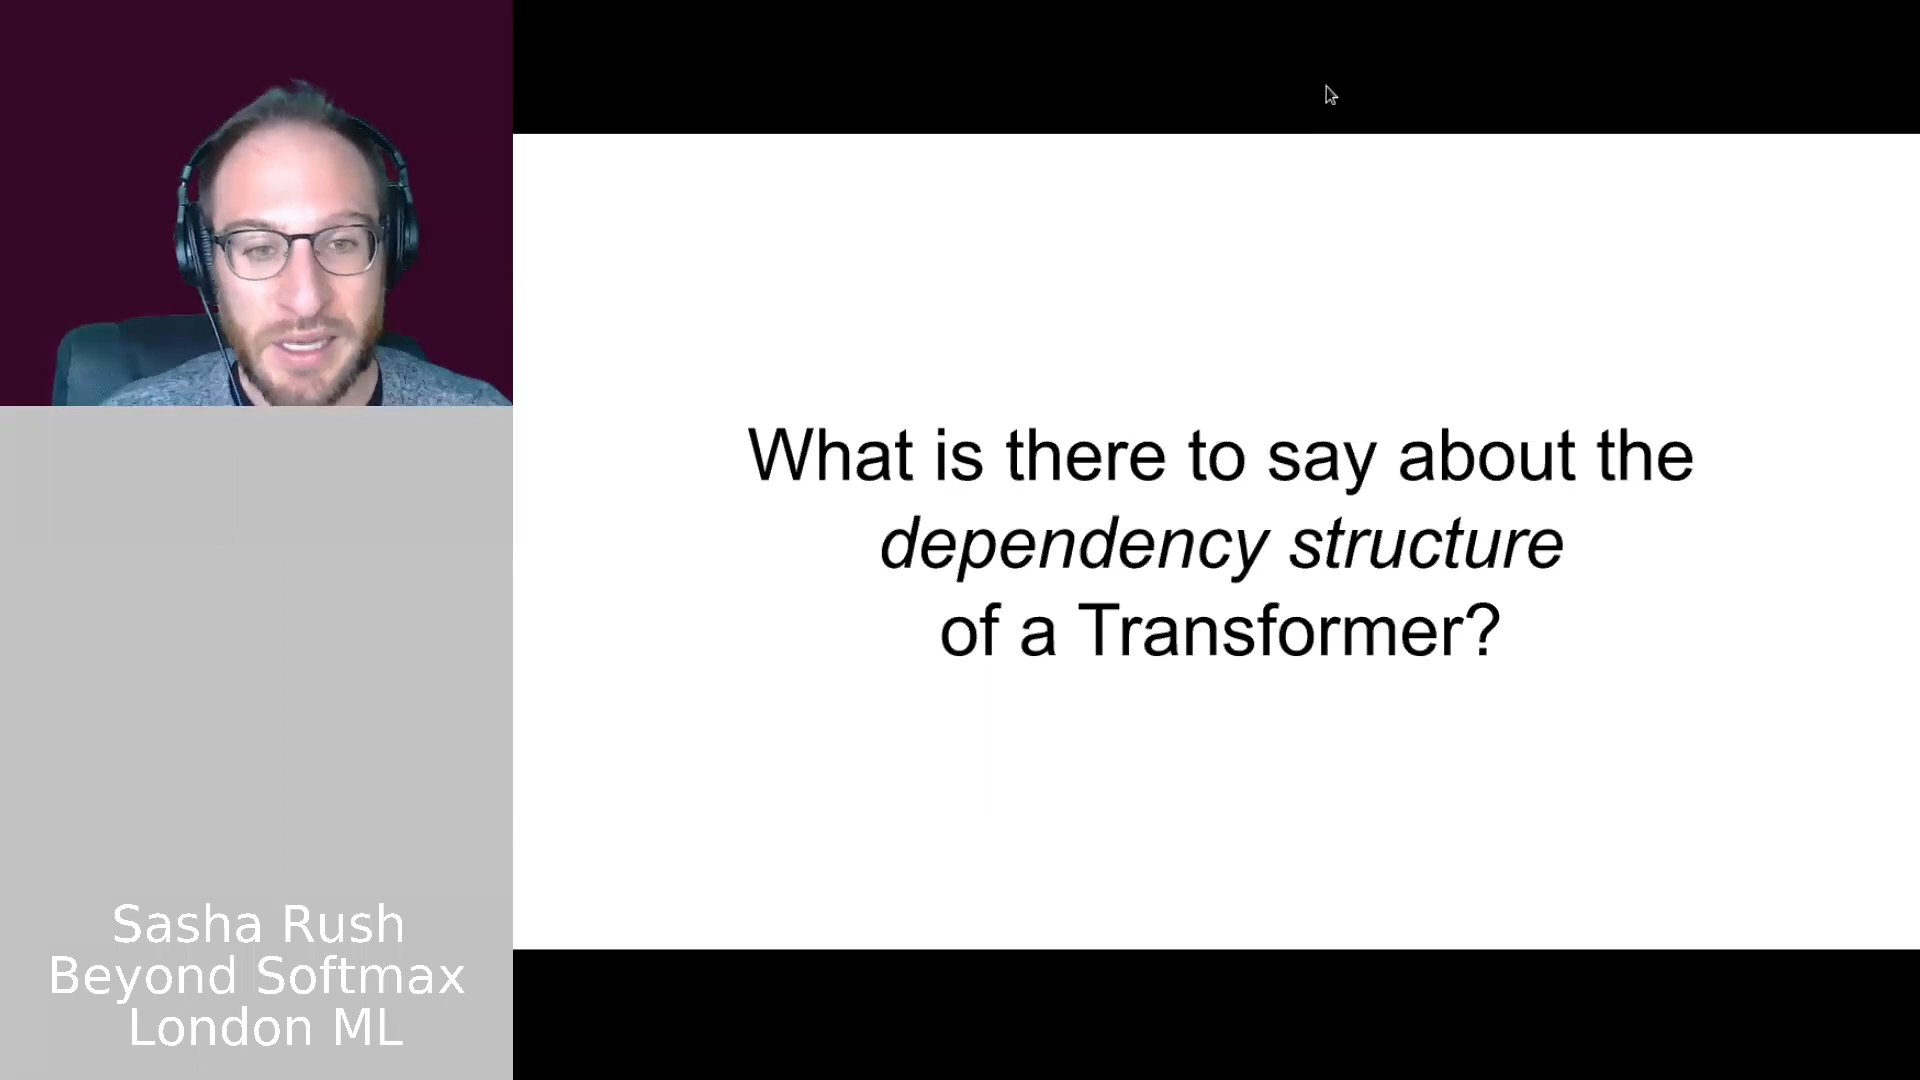 What is there to say about the
dependency structure
of a Transformer?
Sasha Rush
Beyond Softmax
London ML